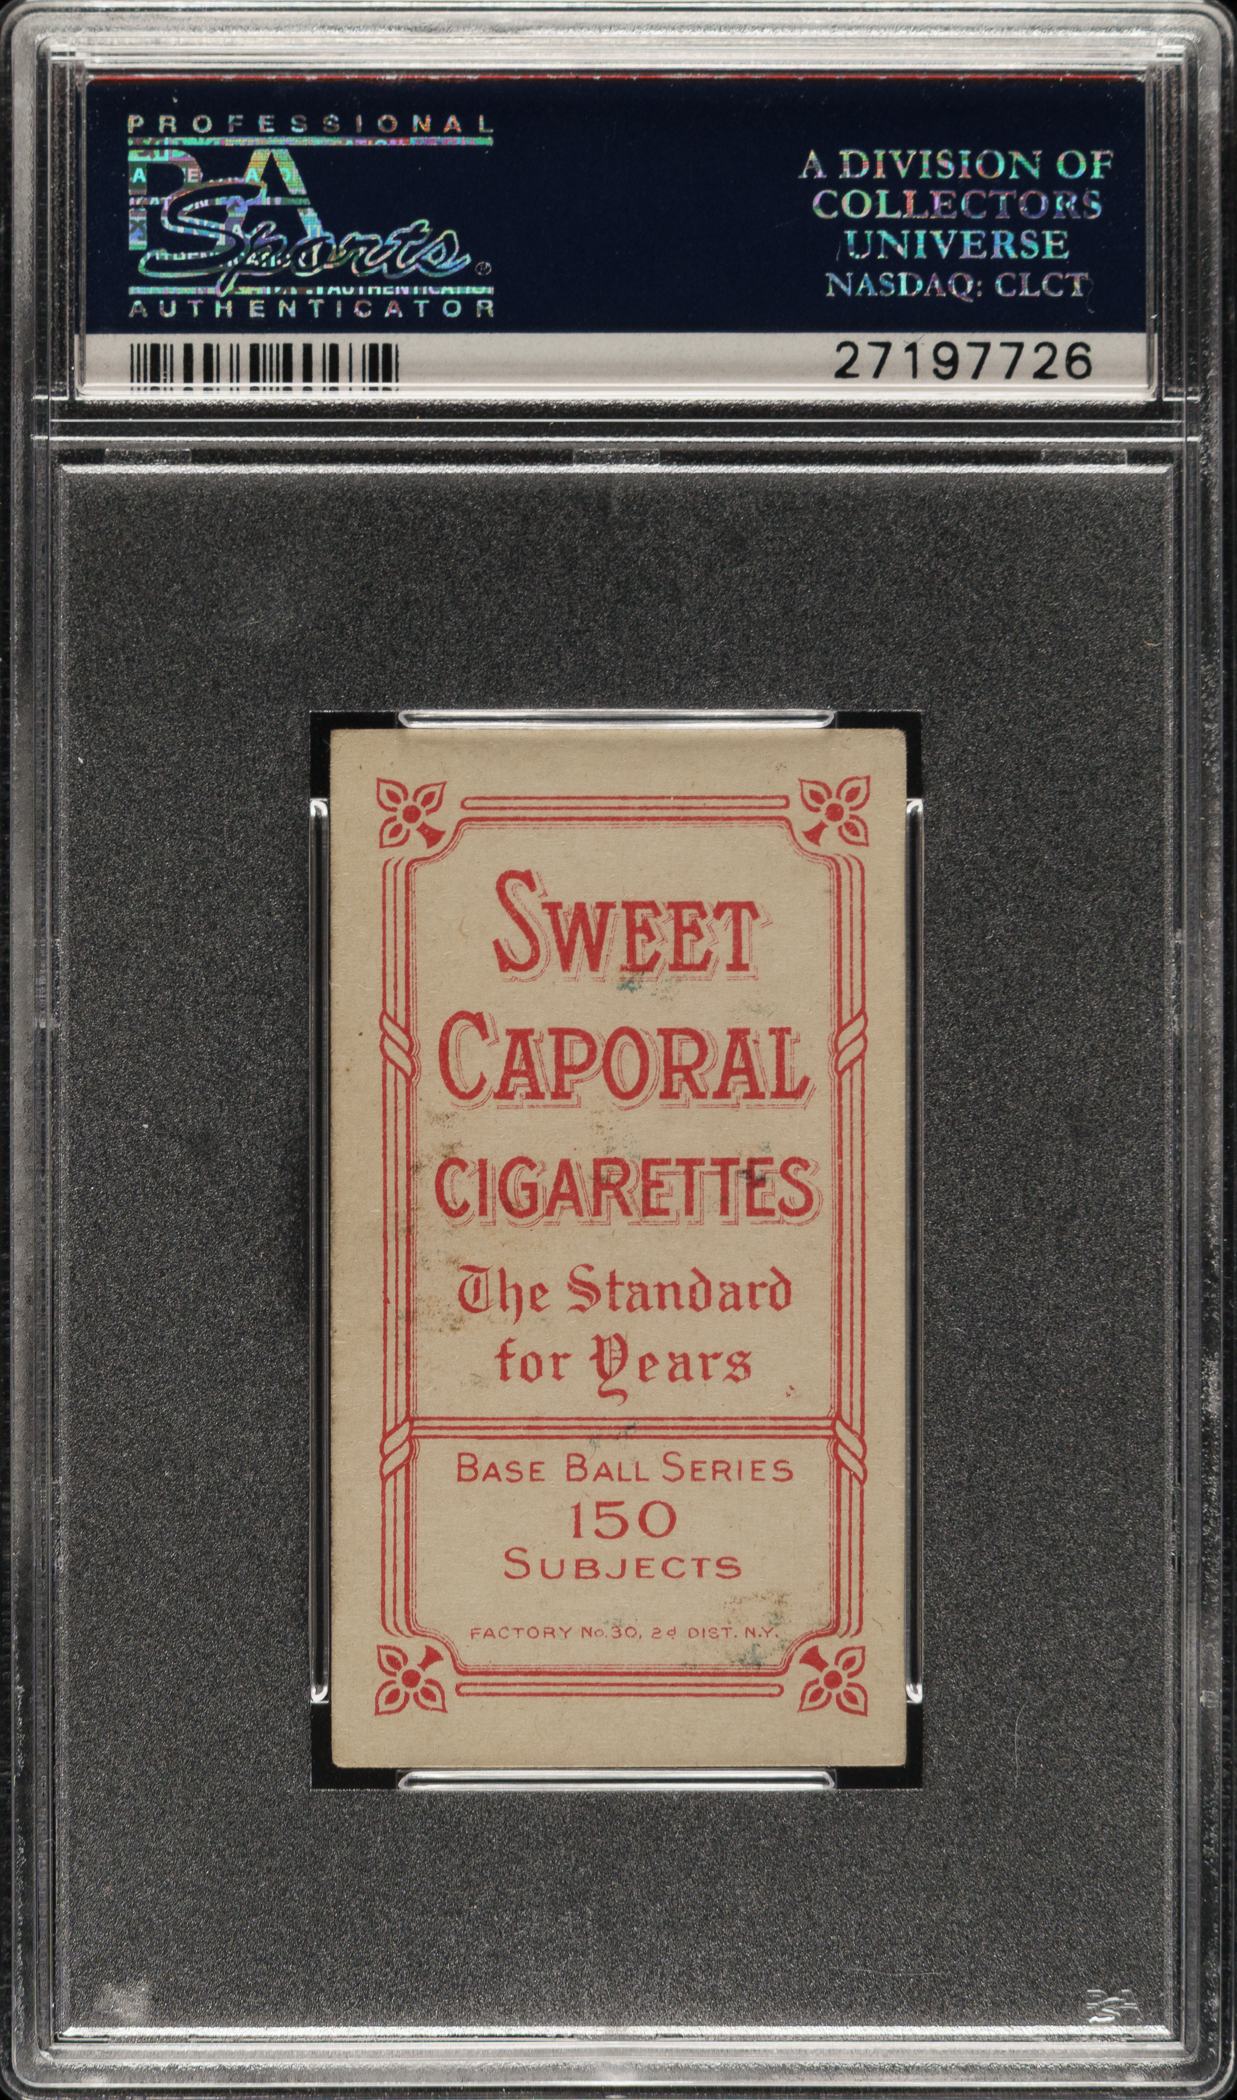 PROFESSIONAL
PSA
Sports
AUTHENTICATOR
A DIVISION OF
COLLECTORS
UNIVERSE
NASDAQ: CLCT
27197726
SWEET
CAPORAL
CIGARETTES
The Standard
for Years
BASE BALL SERIES
150
SUBJECTS
FACTORY No. 30, 2d DIST. N.Y.
PSA